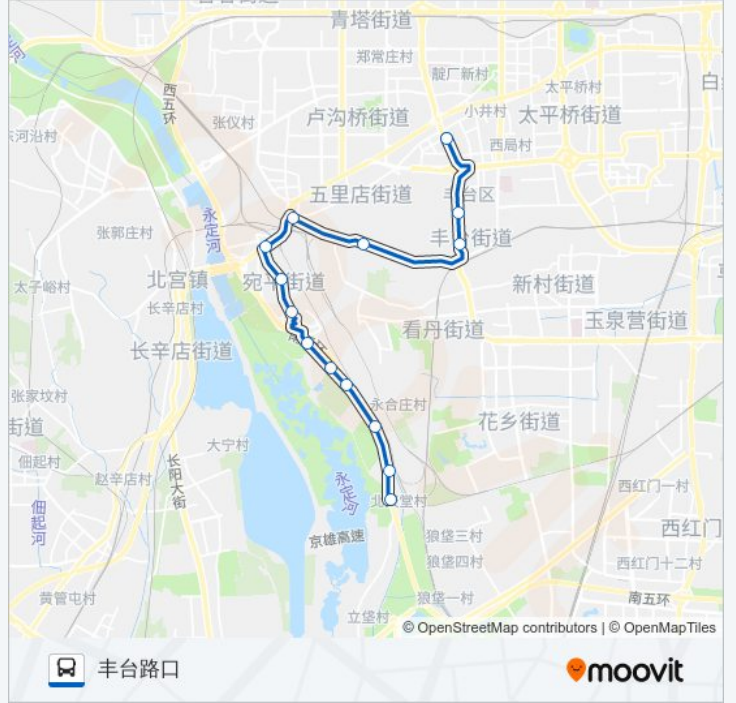 青塔街道
郑常庄村
靛厂新村
太平桥村
白
西五环
张仪村
卢沟桥街道
小井村
太平桥街道
东河沿村
西局村
五里店街道
丰台区
永定河
张郭庄村
丰台街道
北宫镇
宛平街道
新村街道
太子峪村
长辛店村
玉泉营街道
看丹街道
长辛店街道
张家坟村
永合庄村
花乡街道
街道
大宁村
佃起村
赵辛店村
长阳大街
永定河
西红门一村
北天堂村
佃起河
京雄高速
狼垡三村
西红门
狼垡四村
西红门十二村
黄管屯村
狼垡一村
南五环
立垡村
© OpenStreetMap contributors | © OpenMapTiles
丰台路口
moovit